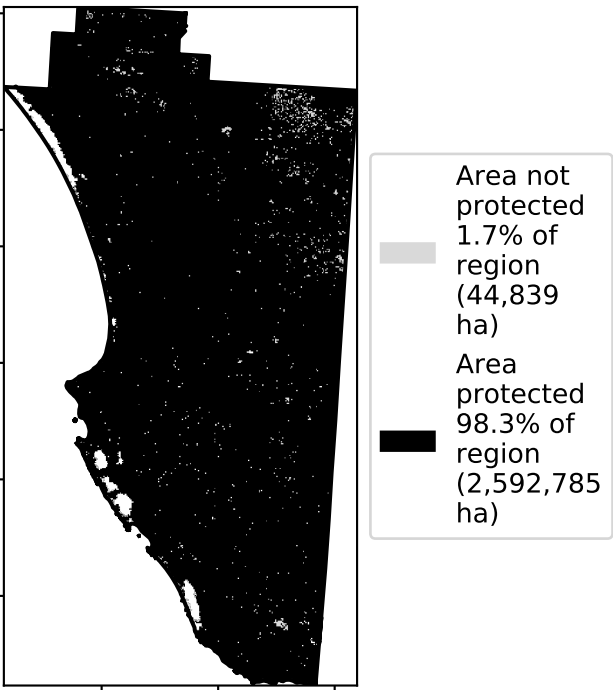 Area not
protected
1.7% of
region
(44,839
ha)
Area
protected
98.3% of
region
(2,592,785
ha)